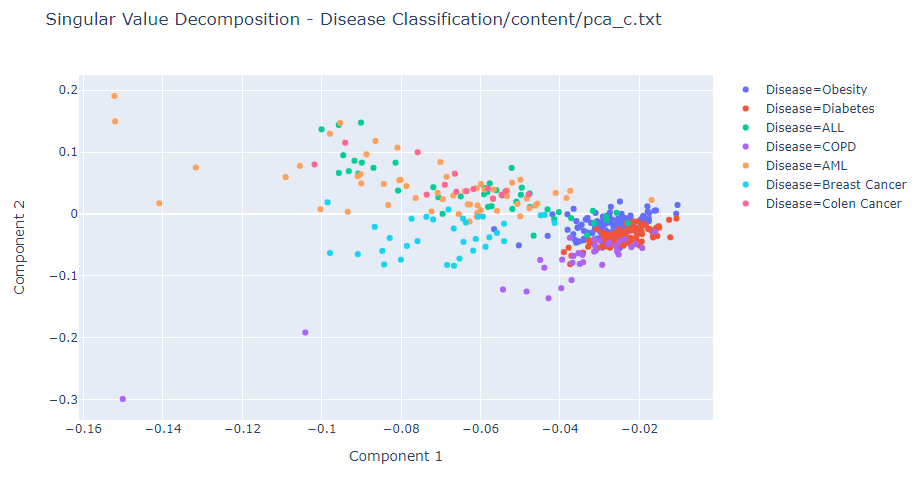 Singular Value Decomposition - Disease Classification/content/pca_c.txt
Disease=Obesity
Disease=Diabetes
Disease=ALL
Disease=COPD
Disease=AML
Disease=Breast Cancer
Disease=Colen Cancer
Component 2
0.2
0.1
0
−0.1
−0.2
−0.3
−0.16
−0.14
−0.12
−0.1
−0.08
−0.06
−0.04
−0.02
Component 1